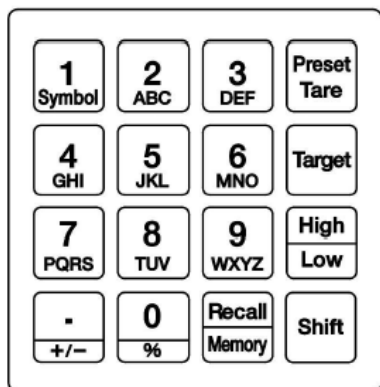 1
Symbol
2
ABC
3
DEF
Preset
Tare
4
GHI
5
JKL
6
MNO
Target
7
PQRS
8
TUV
9
WXYZ
High
Low
.
+/−
0
%
Recall
Memory
Shift